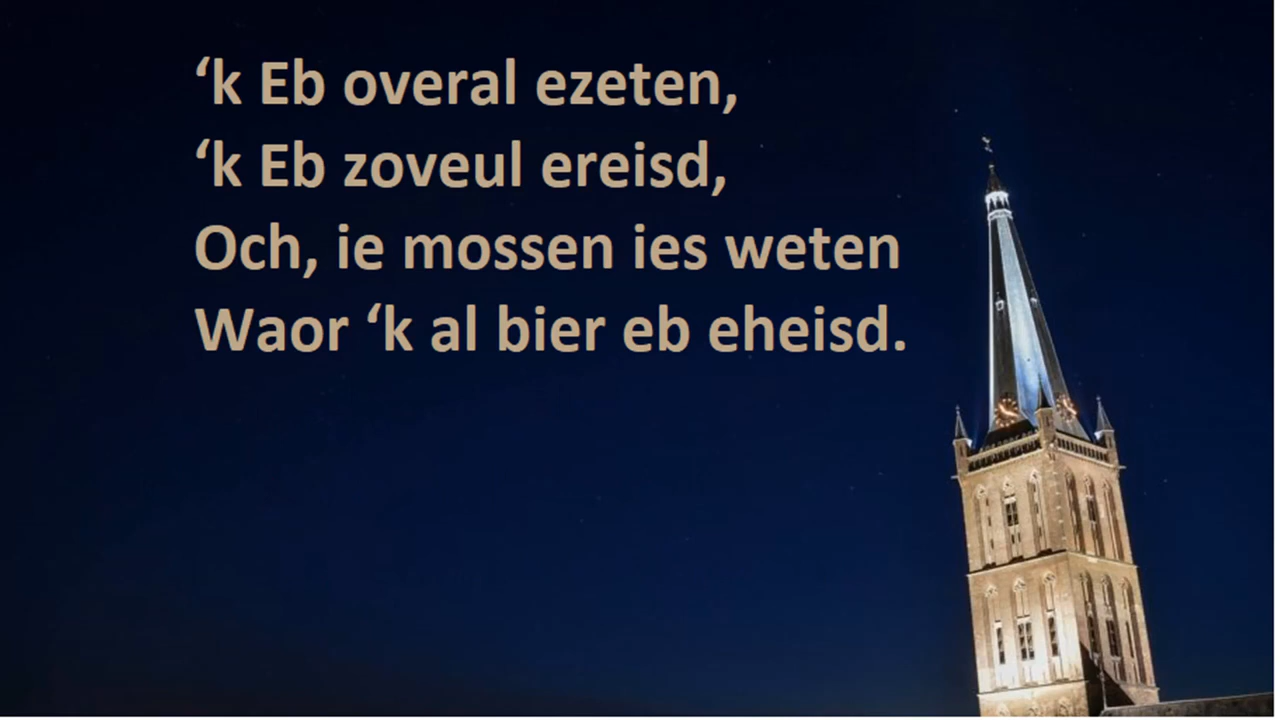 ‘k Eb overal ezeten,
‘k Eb zoveul ereisd,
Och, ie mossen ies weten
Waor ‘k al bier eb eheisd.